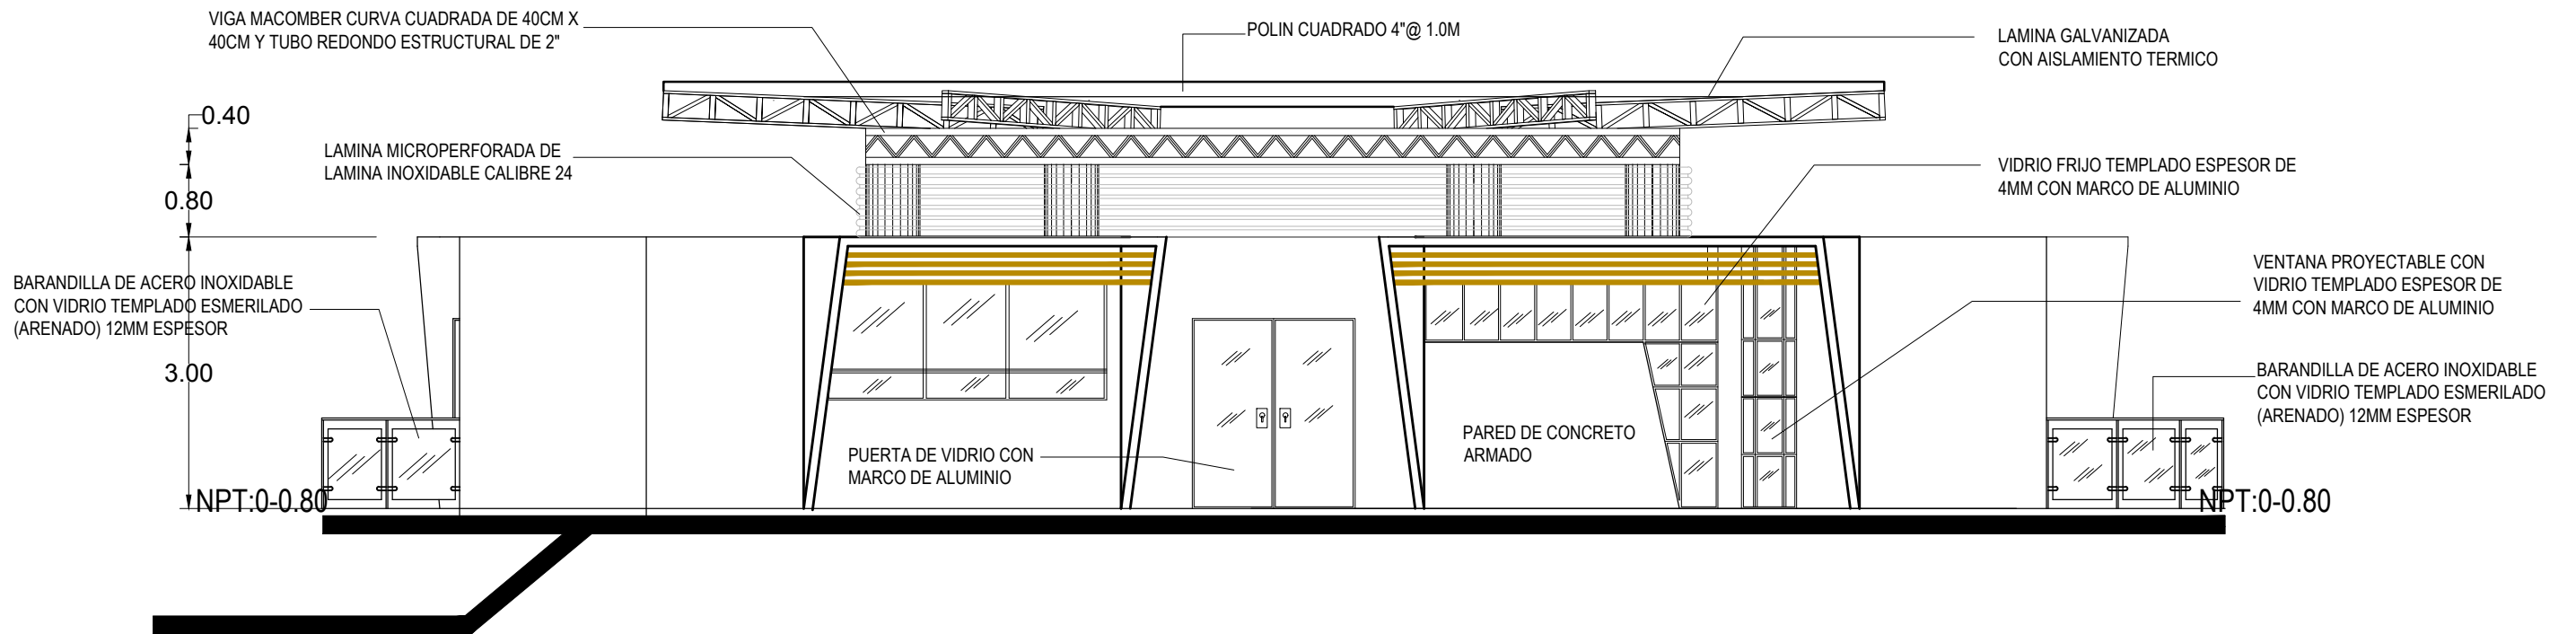 VIGA MACOMBER CURVA CUADRADA DE 40CM X
40CM Y TUBO REDONDO ESTRUCTURAL DE 2"
POLIN CUADRADO 4"@ 1.0M
LAMINA GALVANIZADA
CON AISLAMIENTO TERMICO
0.40
LAMINA MICROPERFORADA DE
LAMINA INOXIDABLE CALIBRE 24
VIDRIO FRIJO TEMPLADO ESPESOR DE
4MM CON MARCO DE ALUMINIO
0.80
BARANDILLA DE ACERO INOXIDABLE
CON VIDRIO TEMPLADO ESMERILADO
(ARENADO) 12MM ESPESOR
VENTANA PROYECTABLE CON
VIDRIO TEMPLADO ESPESOR DE
4MM CON MARCO DE ALUMINIO
3.00
BARANDILLA DE ACERO INOXIDABLE
CON VIDRIO TEMPLADO ESMERILADO
(ARENADO) 12MM ESPESOR
PUERTA DE VIDRIO CON
MARCO DE ALUMINIO
PARED DE CONCRETO
ARMADO
NPT:0-0.80
NPT:0-0.80